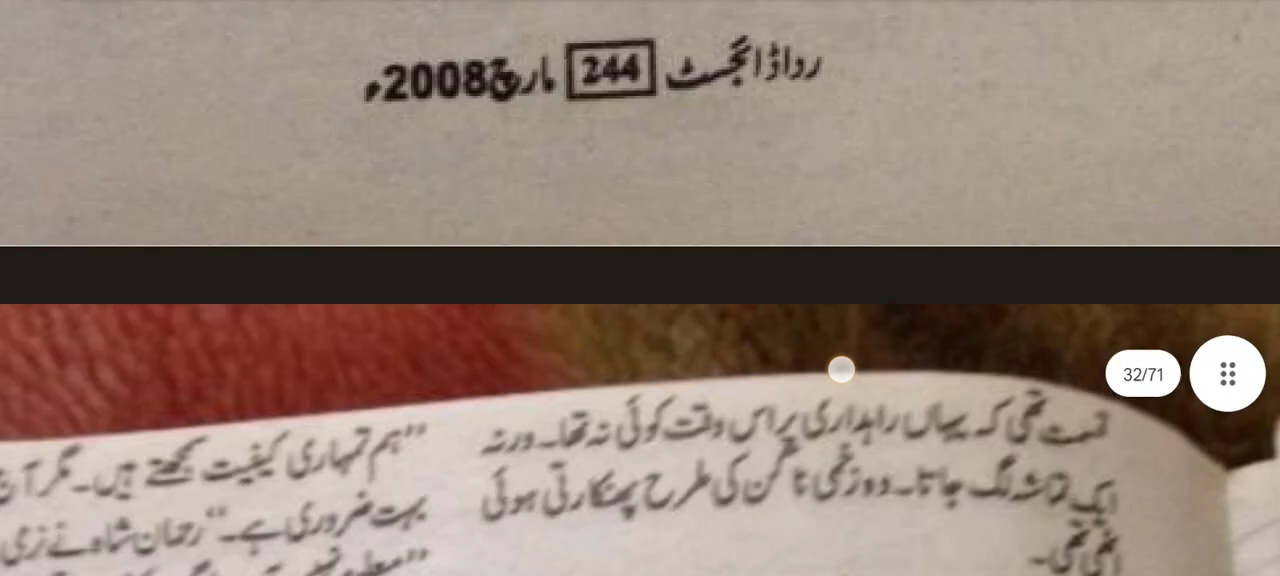 ردا ڈائجسٹ 244 مارچ 2008ء
32/71
قسمت تھی کہ یہاں راہداری پر اس وقت کوئی نہ تھا۔ ورنہ
ایک تماشہ لگ جاتا۔ وہ زخمی ناگن کی طرح پھنکارتی ہوئی
اٹھی تھی۔
”ہم تمہاری کیفیت سمجھتے ہیں۔ مگر آج
بہت ضروری ہے۔“ رحمان شاہ نے نرمی